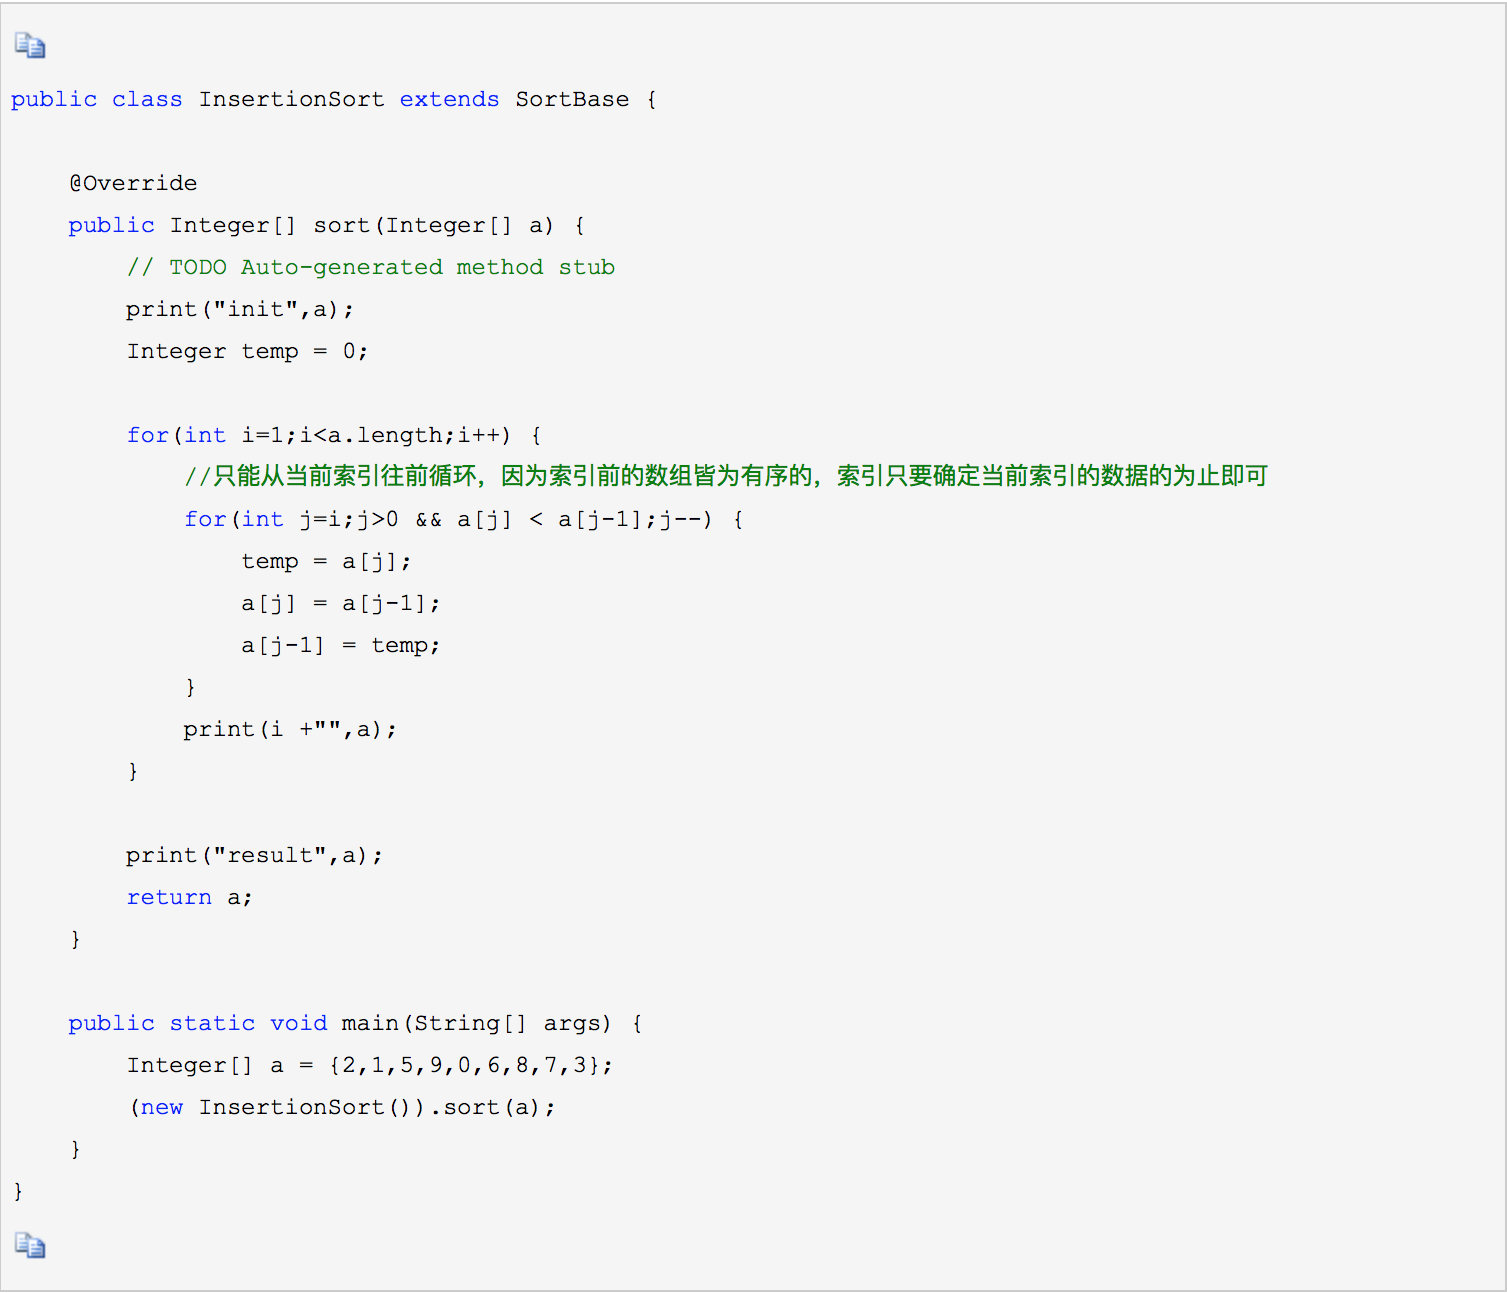 public class InsertionSort extends SortBase {
@Override
public Integer[] sort(Integer[] a) {
// TODO Auto-generated method stub
print("init",a);
Integer temp = 0;
for(int i=1;i<a.length;i++) {
//只能从当前索引往前循环，因为索引前的数组皆为有序的，索引只要确定当前索引的数据的为止即可
for(int j=i;j>0 && a[j] < a[j-1];j--) {
temp = a[j];
a[j] = a[j-1];
a[j-1] = temp;
}
print(i +"",a);
}
print("result",a);
return a;
}
public static void main(String[] args) {
Integer[] a = {2,1,5,9,0,6,8,7,3};
(new InsertionSort()).sort(a);
}
}